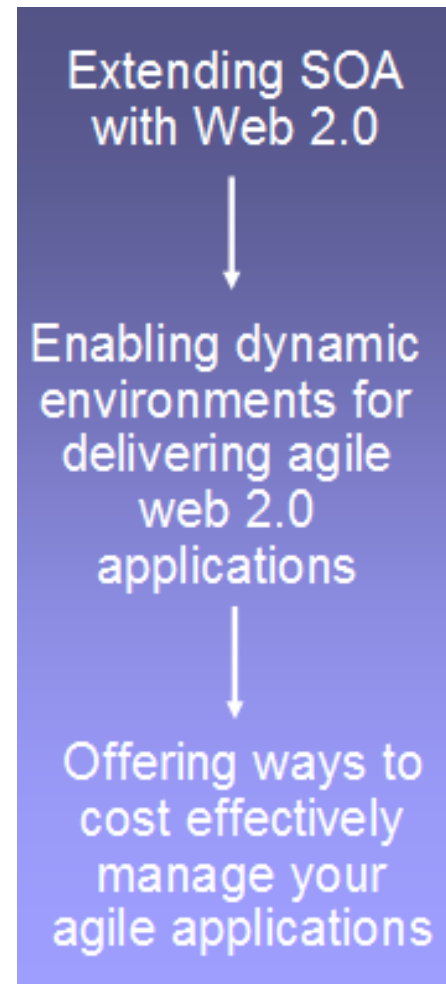 Extending SOA
with Web 2.0
Enabling dynamic
environments for
delivering agile
web 2.0
applications
Offering ways to
cost effectively
manage your
agile applications